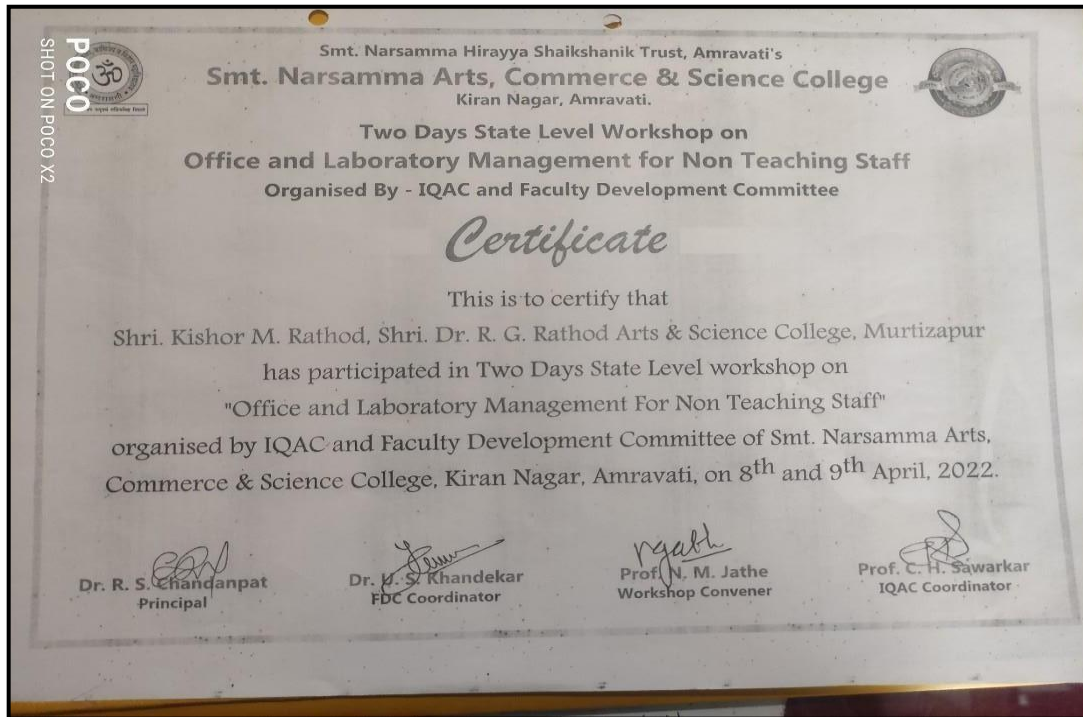 Smt. Narsamma Hirayya Shaikshanik Trust, Amravati's
Smt. Narsamma Arts, Commerce & Science College
Kiran Nagar, Amravati.
Two Days State Level Workshop on
Office and Laboratory Management for Non Teaching Staff
Organised By - IQAC and Faculty Development Committee
Certificate
This is to certify that
Shri. Kishor M. Rathod, Shri. Dr. R. G. Rathod Arts & Science College, Murtizapur
has participated in Two Days State Level workshop on
"Office and Laboratory Management For Non Teaching Staff"
organised by IQAC and Faculty Development Committee of Smt. Narsamma Arts,
Commerce & Science College, Kiran Nagar, Amravati, on 8th and 9th April, 2022.
Dr. R. S. Chandanpat
Principal
Dr. U. S. Khandekar
FDC Coordinator
Prof. N. M. Jathe
Workshop Convener
Prof. C. H. Sawarkar
IQAC Coordinator
POCO
SHOT ON POCO X2
ॐ